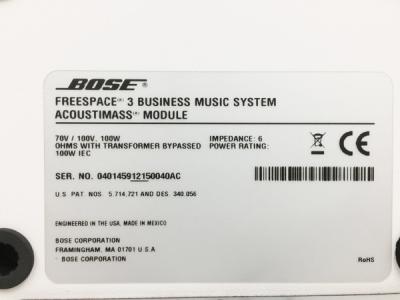 BOSE®
FREESPACE® 3 BUSINESS MUSIC SYSTEM
ACOUSTIMASS® MODULE
70V / 100V, 100W IMPEDANCE: 6
OHMS WITH TRANSFORMER BYPASSED POWER RATING:
100W IEC
SER. NO. 040145912150040AC
U.S PAT NOS 5.714,721 AND DES 340.056
ENGINEERED IN THE USA, MADE IN MEXICO
BOSE CORPORATION
FRAMINGHAM, MA 01701 U.S.A
BOSE CORPORATION
CE
RoHS